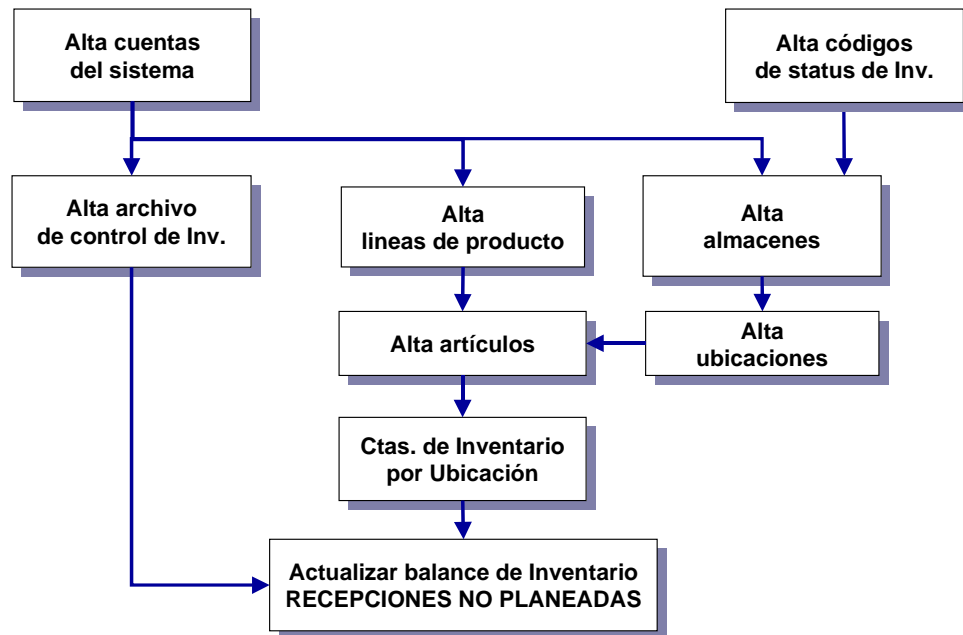 Alta cuentas
del sistema
Alta códigos
de status de Inv.
Alta archivo
de control de Inv.
Alta
lineas de producto
Alta
almacenes
Alta artículos
Alta
ubicaciones
Ctas. de Inventario
por Ubicación
Actualizar balance de Inventario
RECEPCIONES NO PLANEADAS